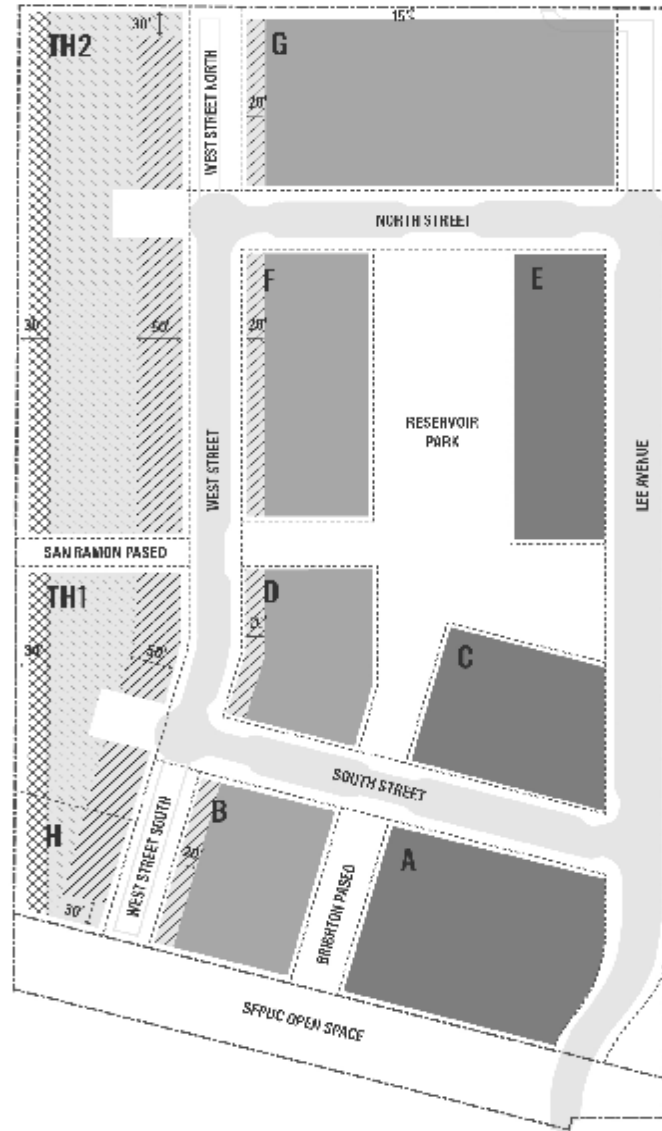 30'
TH2
15'
G
WEST STREET NORTH
20'
NORTH STREET
F
E
30'
50'
20'
RESERVOIR
PARK
WEST STREET
LEE AVENUE
SAN RAMON PASEO
TH1
D
30'
50'
C
SOUTH STREET
H
B
A
WEST STREET SOUTH
20'
BRIGHTON PASEO
30'
SFPUC OPEN SPACE